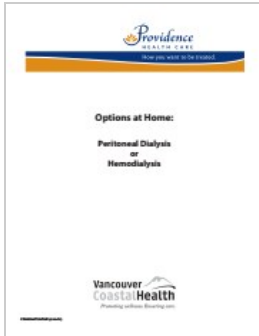 Providence
HEALTH CARE
How you want to be treated.
Options at Home:
Peritoneal Dialysis
or
Hemodialysis
Vancouver
CoastalHealth
Promoting wellness. Ensuring care.